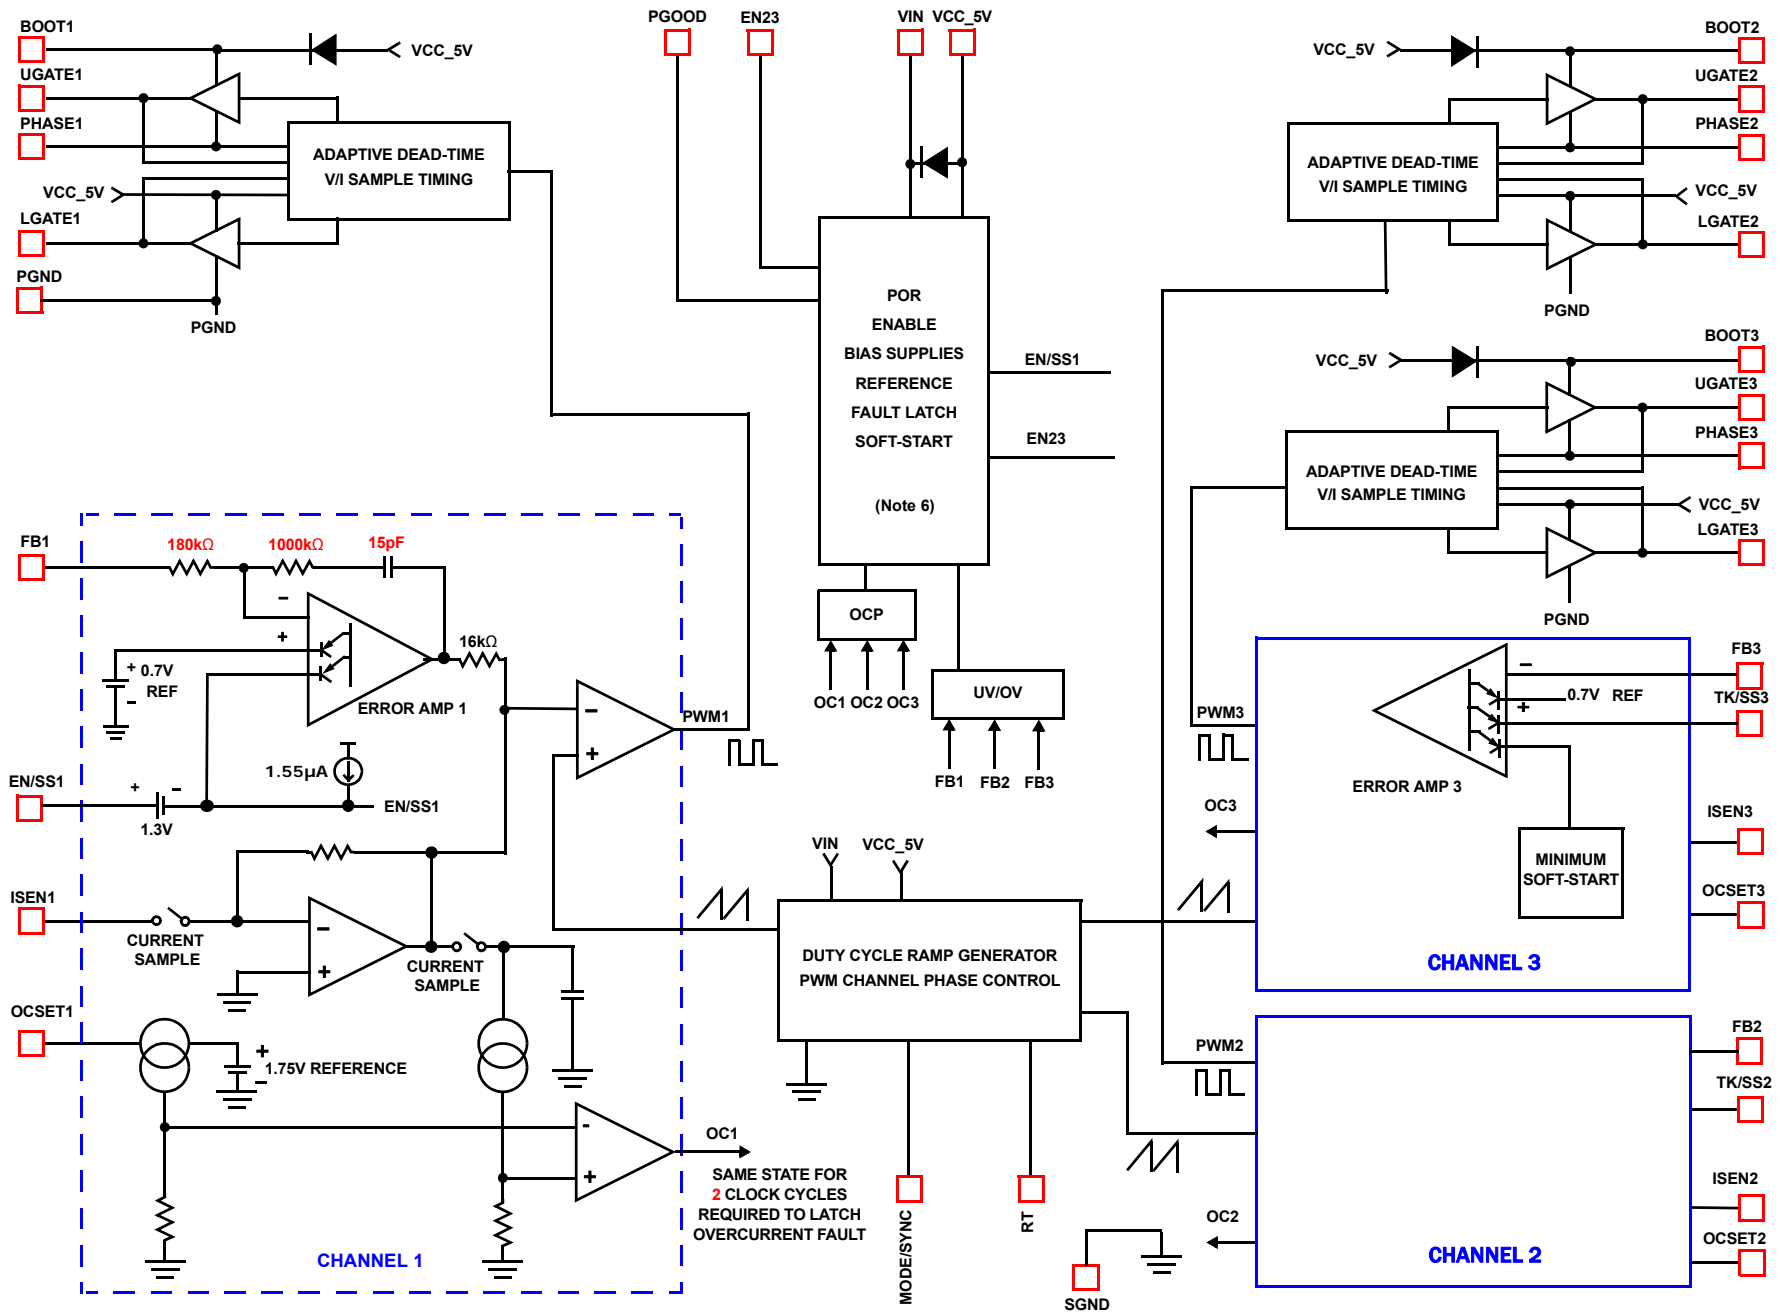 BOOT1
VCC_5V
UGATE1
PHASE1
ADAPTIVE DEAD-TIME
V/I SAMPLE TIMING
VCC_5V
LGATE1
PGND
PGND
PGOOD
EN23
VIN
VCC_5V
POR
ENABLE
BIAS SUPPLIES
REFERENCE
FAULT LATCH
SOFT-START
(Note 6)
EN/SS1
EN23
OCP
OC1 OC2 OC3
UV/OV
FB1 FB2 FB3
BOOT2
VCC_5V
UGATE2
PHASE2
ADAPTIVE DEAD-TIME
V/I SAMPLE TIMING
VCC_5V
LGATE2
PGND
BOOT3
VCC_5V
UGATE3
PHASE3
ADAPTIVE DEAD-TIME
V/I SAMPLE TIMING
VCC_5V
LGATE3
PGND
FB1
180kΩ
1000kΩ
15pF
−
+
16kΩ
+ 0.7V
REF
−
ERROR AMP 1
−
+
PWM1
1.55µA
EN/SS1
+ −
1.3V
EN/SS1
ISEN1
CURRENT
SAMPLE
−
+
CURRENT
SAMPLE
OCSET1
+
1.75V REFERENCE
−
-
+
OC1
SAME STATE FOR
2 CLOCK CYCLES
REQUIRED TO LATCH
OVERCURRENT FAULT
CHANNEL 1
VIN
VCC_5V
DUTY CYCLE RAMP GENERATOR
PWM CHANNEL PHASE CONTROL
MODE/SYNC
RT
SGND
PWM3
FB3
−
0.7V REF
+
TK/SS3
ERROR AMP 3
OC3
ISEN3
MINIMUM
SOFT-START
OCSET3
CHANNEL 3
PWM2
FB2
TK/SS2
ISEN2
OC2
OCSET2
CHANNEL 2